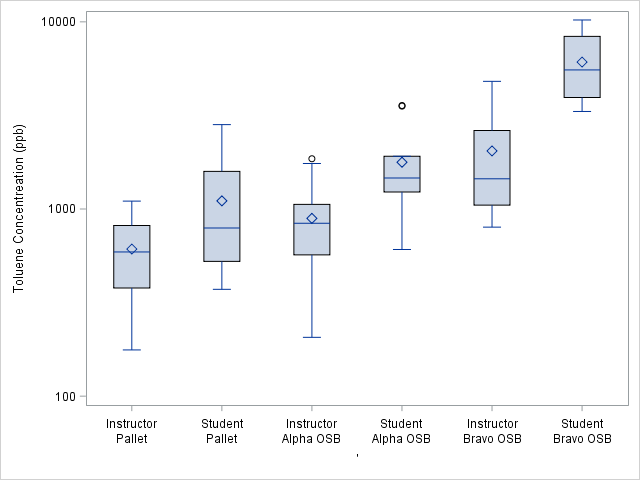 10000
1000
100
Toluene Concentreation (ppb)
Instructor
Pallet
Student
Pallet
Instructor
Alpha OSB
Student
Alpha OSB
Instructor
Bravo OSB
Student
Bravo OSB
,